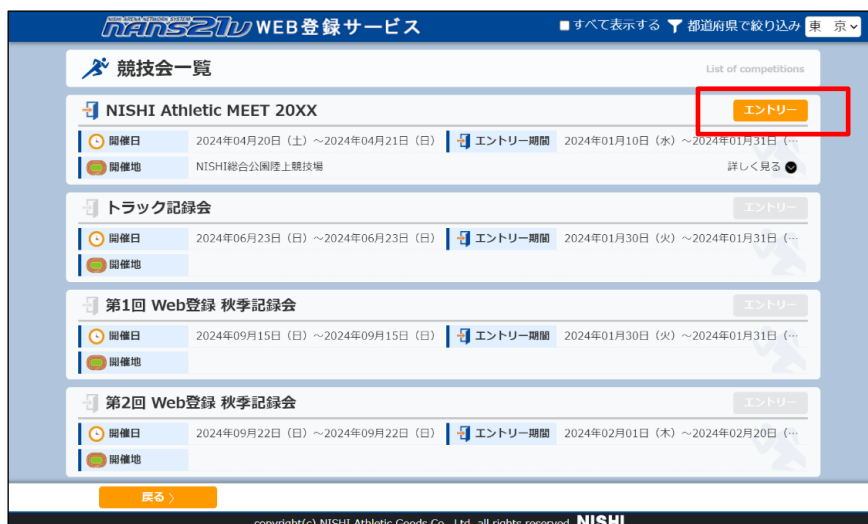 NISHI ARENA NETWORK SYSTEM
nans21V WEB登録サービス すべて表示する 都道府県で絞り込み 東 京
競技会一覧 List of competitions
NISHI Athletic MEET 20XX エントリー
開催日 2024年04月20日（土）～2024年04月21日（日） エントリー期間 2024年01月10日（水）～2024年01月31日（…
開催地 NISHI総合公園陸上競技場 詳しく見る
トラック記録会 エントリー
開催日 2024年06月23日（日）～2024年06月23日（日） エントリー期間 2024年01月30日（火）～2024年01月31日（…
開催地
第1回 Web登録 秋季記録会 エントリー
開催日 2024年09月15日（日）～2024年09月15日（日） エントリー期間 2024年01月30日（火）～2024年01月31日（…
開催地
第2回 Web登録 秋季記録会 エントリー
開催日 2024年09月22日（日）～2024年09月22日（日） エントリー期間 2024年02月01日（木）～2024年02月20日（…
開催地
戻る 〉
copyright(c) NISHI Athletic Goods Co., Ltd. all rights reserved. NISHI